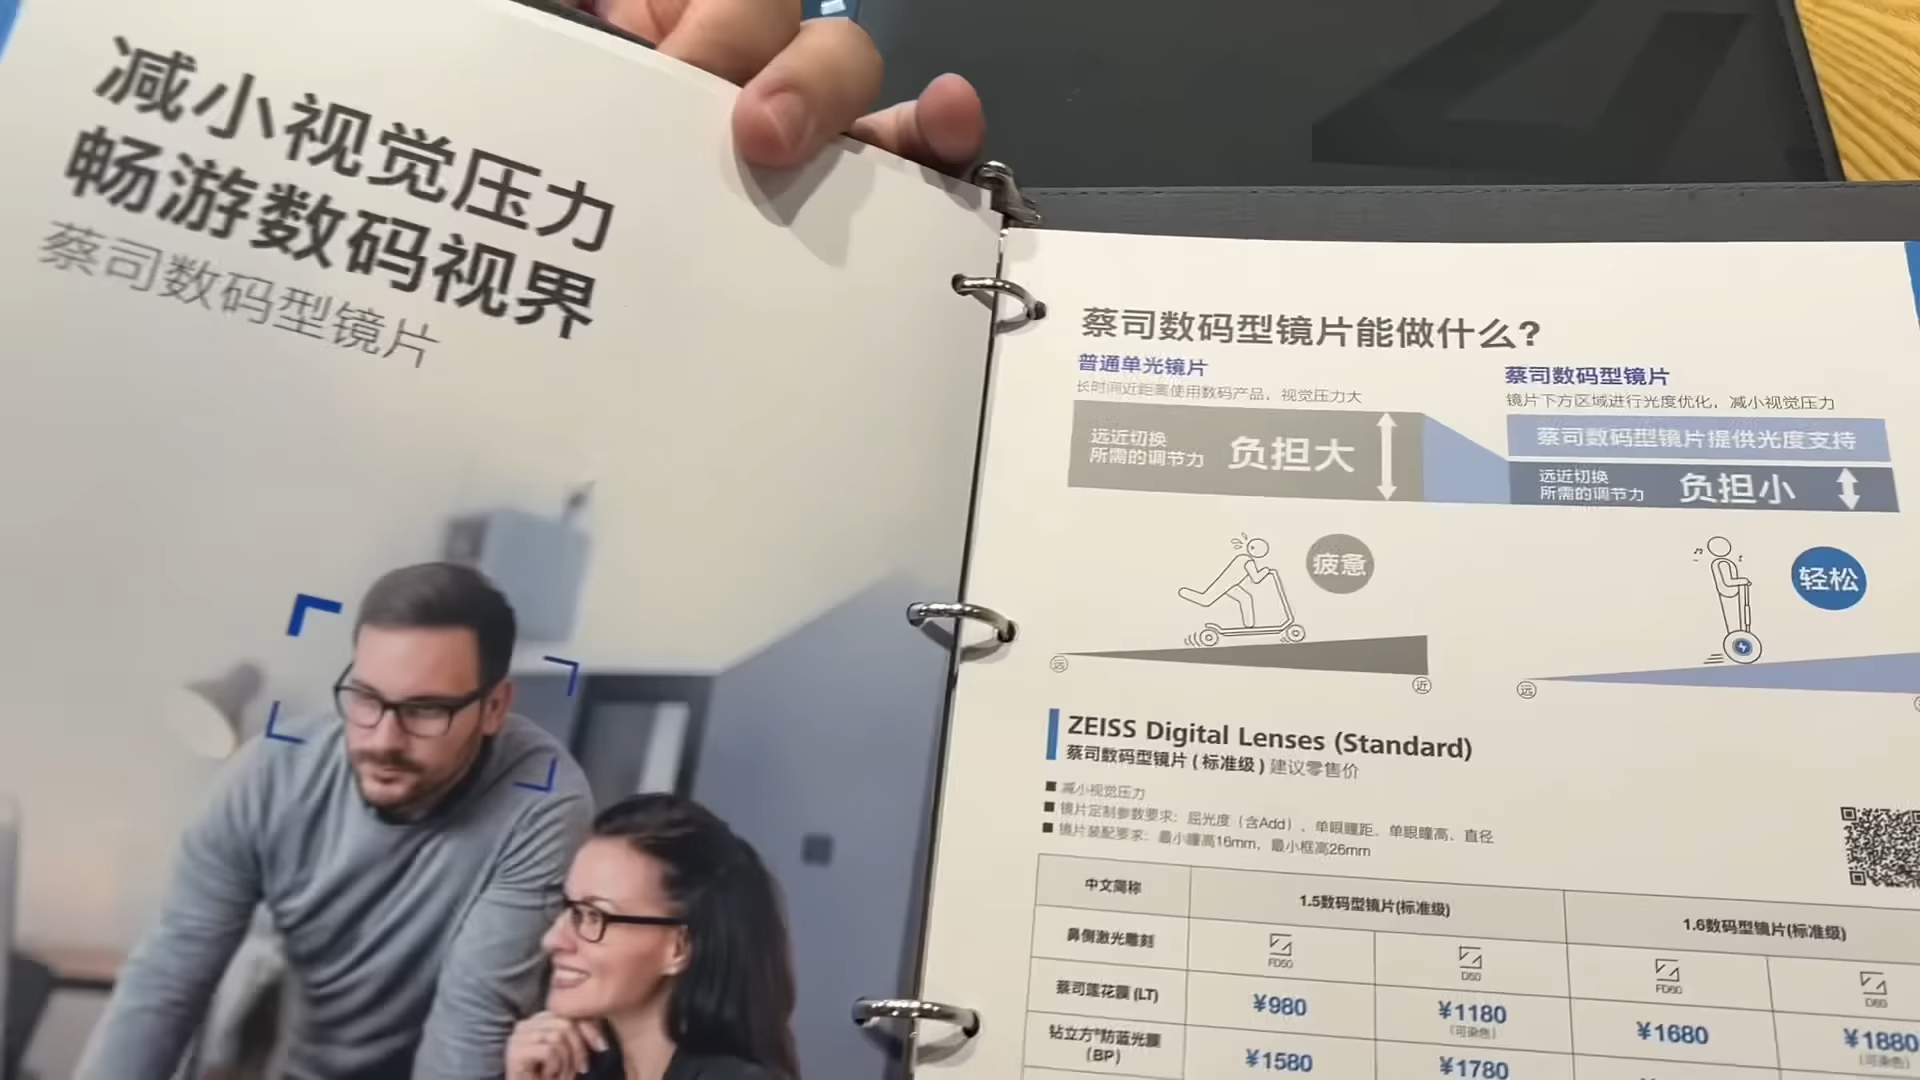 减小视觉压力
畅游数码视界
蔡司数码型镜片
蔡司数码型镜片能做什么?
普通单光镜片
长时间近距离使用数码产品，视觉压力大
远近切换
所需的调节力
负担大
蔡司数码型镜片
镜片下方区域进行光度优化，减小视觉压力
蔡司数码型镜片提供光度支持
远近切换
所需的调节力
负担小
疲惫
轻松
远
近
远
ZEISS Digital Lenses (Standard)
蔡司数码型镜片(标准级)建议零售价
减小视觉压力
镜片定制参数要求：屈光度（含Add）、单眼瞳距、单眼瞳高、直径
镜片装配要求：最小瞳高16mm，最小框高26mm
中文简称
1.5数码型镜片(标准级)
1.6数码型镜片(标准级)
鼻侧激光雕刻
FD50
D50
FD60
D60
蔡司莲花膜(LT)
¥980
¥1180
(可染色)
¥1680
¥1880
(可染色)
钻立方®防蓝光膜
(BP)
¥1580
¥1780